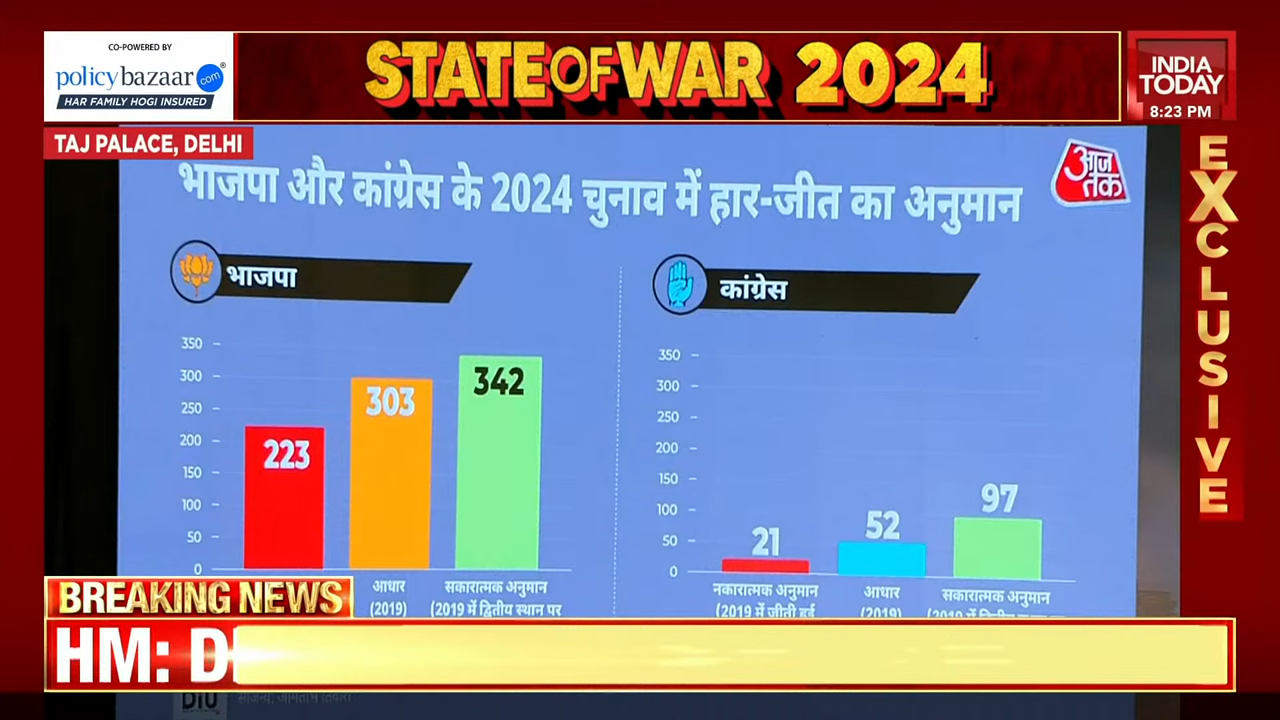 CO-POWERED BY
policybazaar.com
HAR FAMILY HOGI INSURED
STATE OF WAR 2024
INDIA
TODAY
8:23 PM
TAJ PALACE, DELHI
EXCLUSIVE
आज
तक
भाजपा और कांग्रेस के 2024 चुनाव में हार-जीत का अनुमान
भाजपा
350
300
250
200
150
100
50
0
223
303
342
आधार
(2019)
सकारात्मक अनुमान
(2019 में द्वितीय स्थान पर
कांग्रेस
350
300
250
200
150
100
50
0
21
52
97
नकारात्मक अनुमान
(2019 में जीती हुई
आधार
(2019)
सकारात्मक अनुमान
BREAKING NEWS
HM: D
DIU